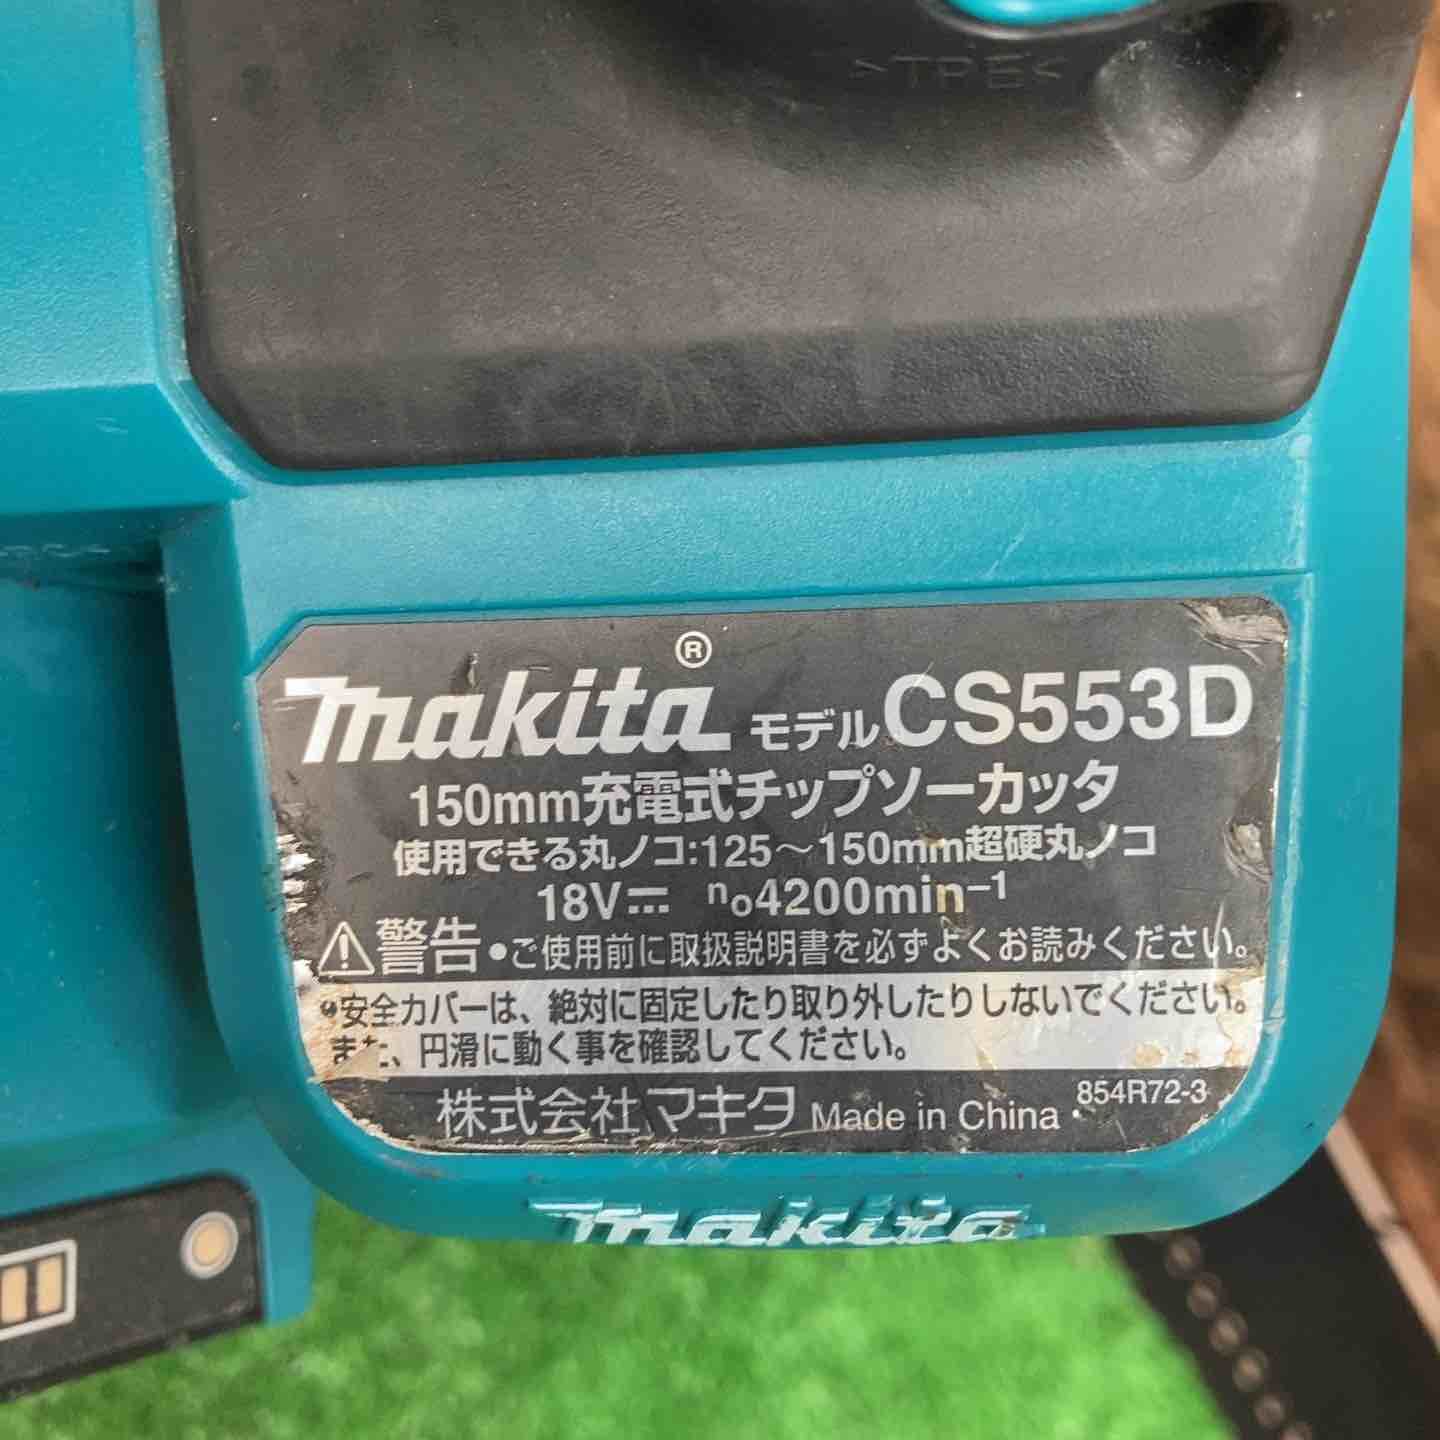 >TPE<
makita® モデルCS553D
150mm充電式チップソーカッタ
使用できる丸ノコ:125～150mm超硬丸ノコ
18V⎓ n₀4200min⁻¹
⚠警告 •ご使用前に取扱説明書を必ずよくお読みください。
•安全カバーは、絶対に固定したり取り外したりしないでください。
また、円滑に動く事を確認してください。
株式会社マキタ Made in China 854R72-3
makita